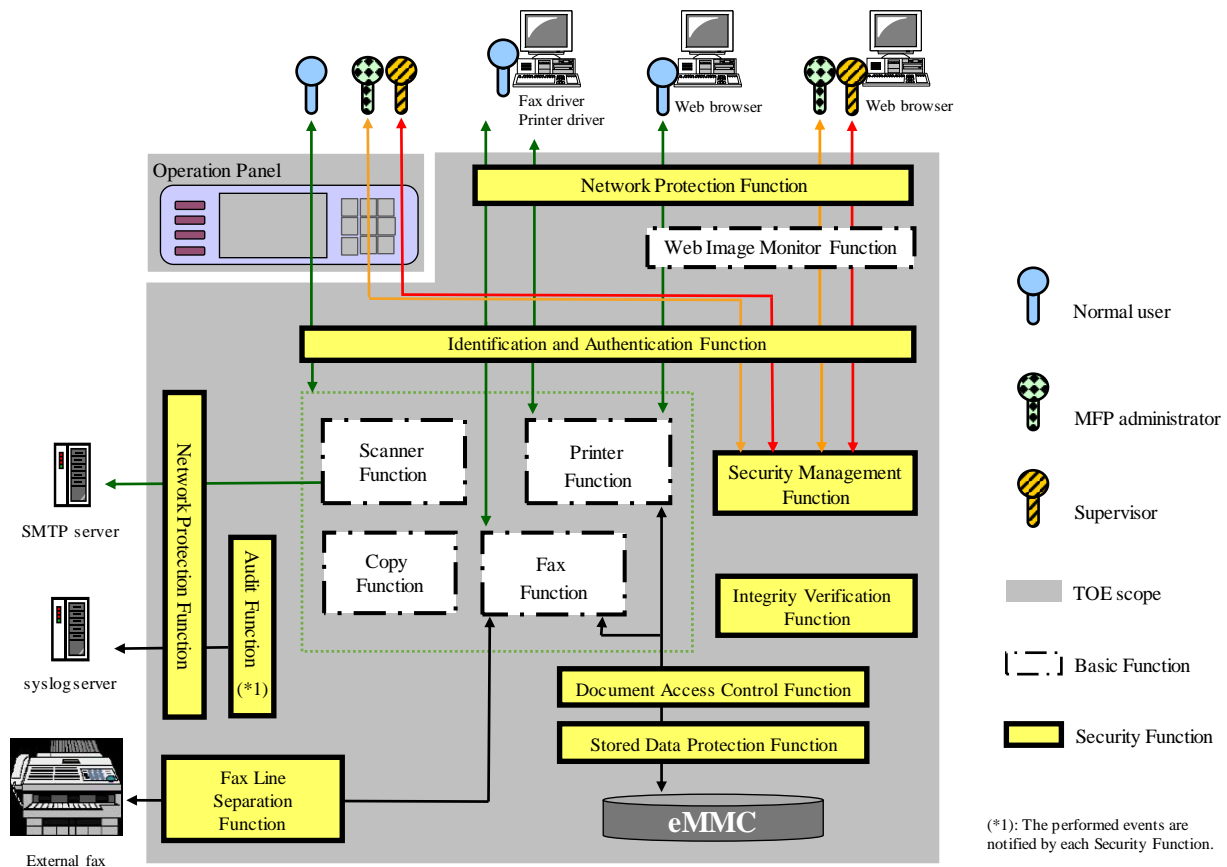 Fax driver
Printer driver
Web browser
Web browser
Operation Panel
Network Protection Function
Web Image Monitor Function
Identification and Authentication Function
Normal user
MFP administrator
Supervisor
TOE scope
Basic Function
Security Function
Scanner
Function
Printer
Function
Copy
Function
Fax
Function
Security Management
Function
Integrity Verification
Function
Network Protection Function
Audit Function
(*1)
SMTP server
syslog server
Document Access Control Function
Stored Data Protection Function
eMMC
Fax Line
Separation
Function
External fax
(*1): The performed events are
notified by each Security Function.